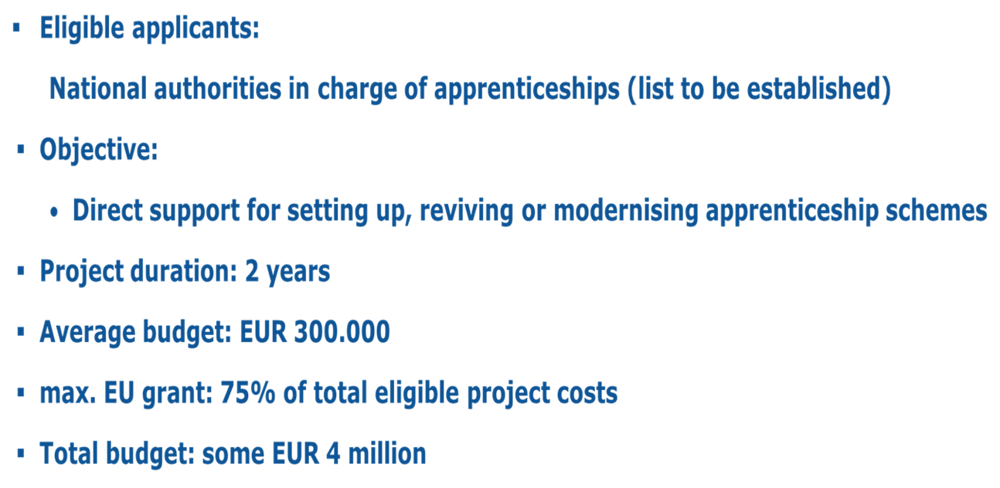 ▪ Eligible applicants:
National authorities in charge of apprenticeships (list to be established)
▪ Objective:
• Direct support for setting up, reviving or modernising apprenticeship schemes
▪ Project duration: 2 years
▪ Average budget: EUR 300.000
▪ max. EU grant: 75% of total eligible project costs
▪ Total budget: some EUR 4 million